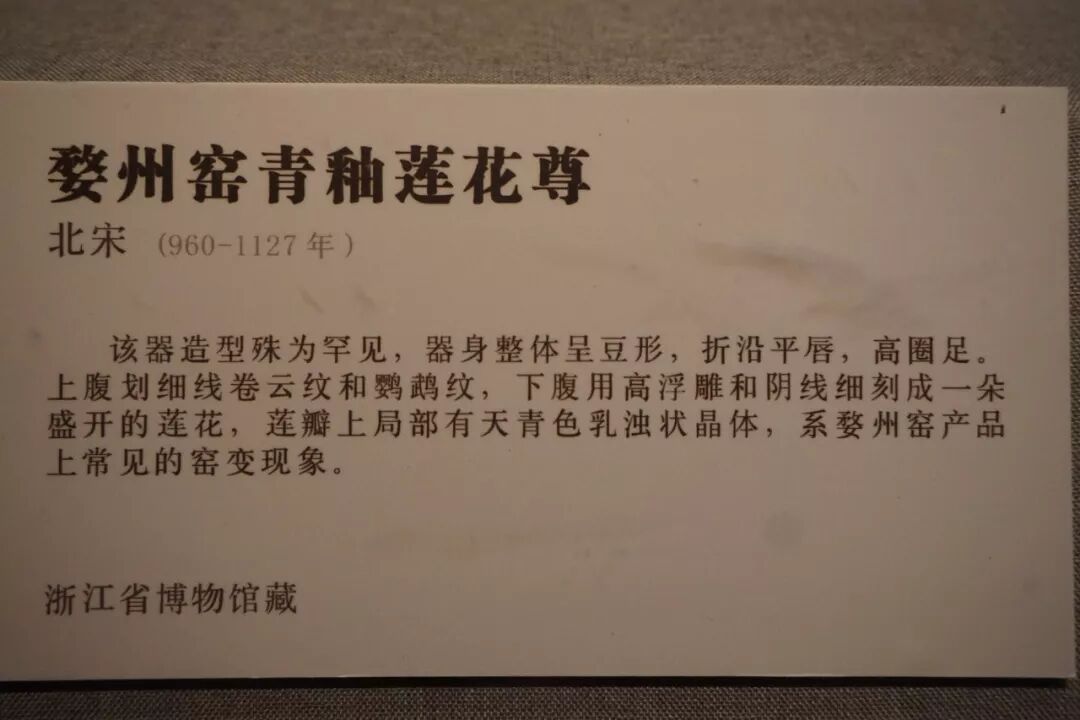 婺州窑青釉莲花尊
北宋 (960-1127年)
该器造型殊为罕见，器身整体呈豆形，折沿平唇，高圈足。
上腹划细线卷云纹和鹦鹉纹，下腹用高浮雕和阴线细刻成一朵
盛开的莲花，莲瓣上局部有天青色乳浊状晶体，系婺州窑产品
上常见的窑变现象。
浙江省博物馆藏